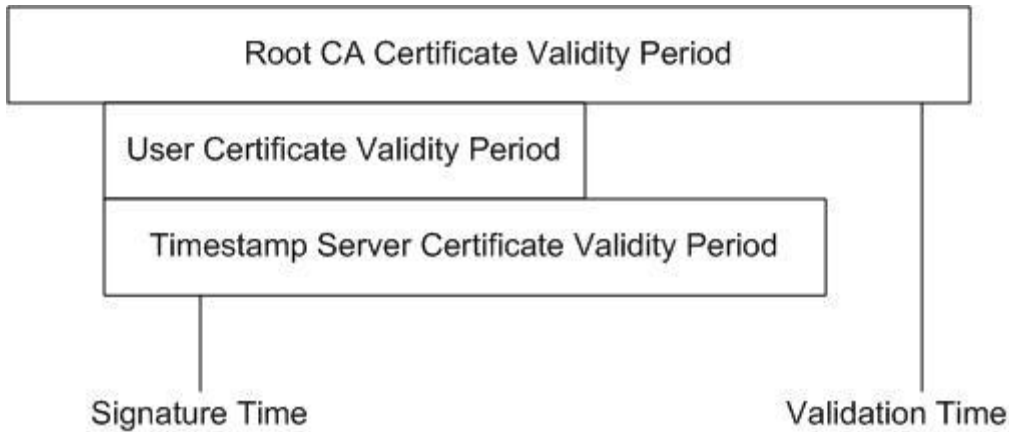 Root CA Certificate Validity Period
User Certificate Validity Period
Timestamp Server Certificate Validity Period
Signature Time
Validation Time